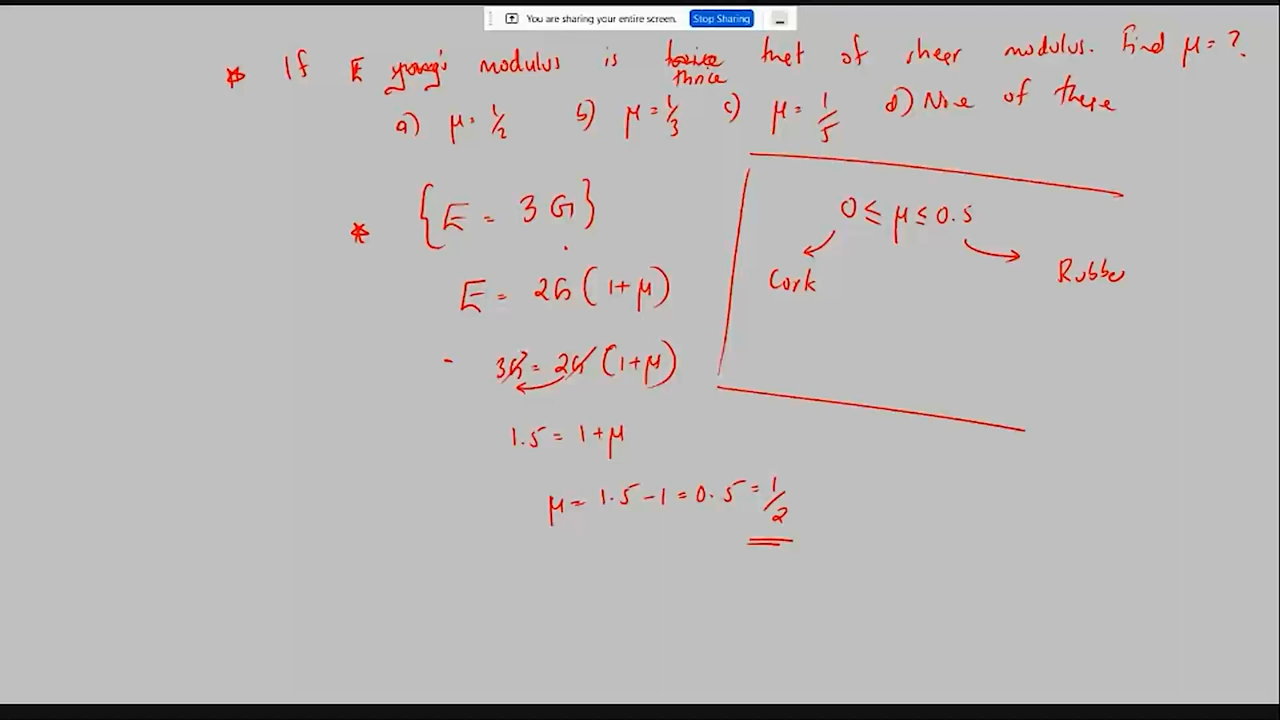 You are sharing your entire screen. Stop Sharing
* If E young's modulus is twice that of shear modulus. Find μ = ?
thrice
a) μ = 1/2 b) μ = 1/3 c) μ = 1/5 d) None of these
* {E = 3G}
0 ≤ μ ≤ 0.5
Cork Rubber
E = 2G (1 + μ)
- 3G = 2G (1 + μ)
1.5 = 1 + μ
μ = 1.5 - 1 = 0.5 = 1/2